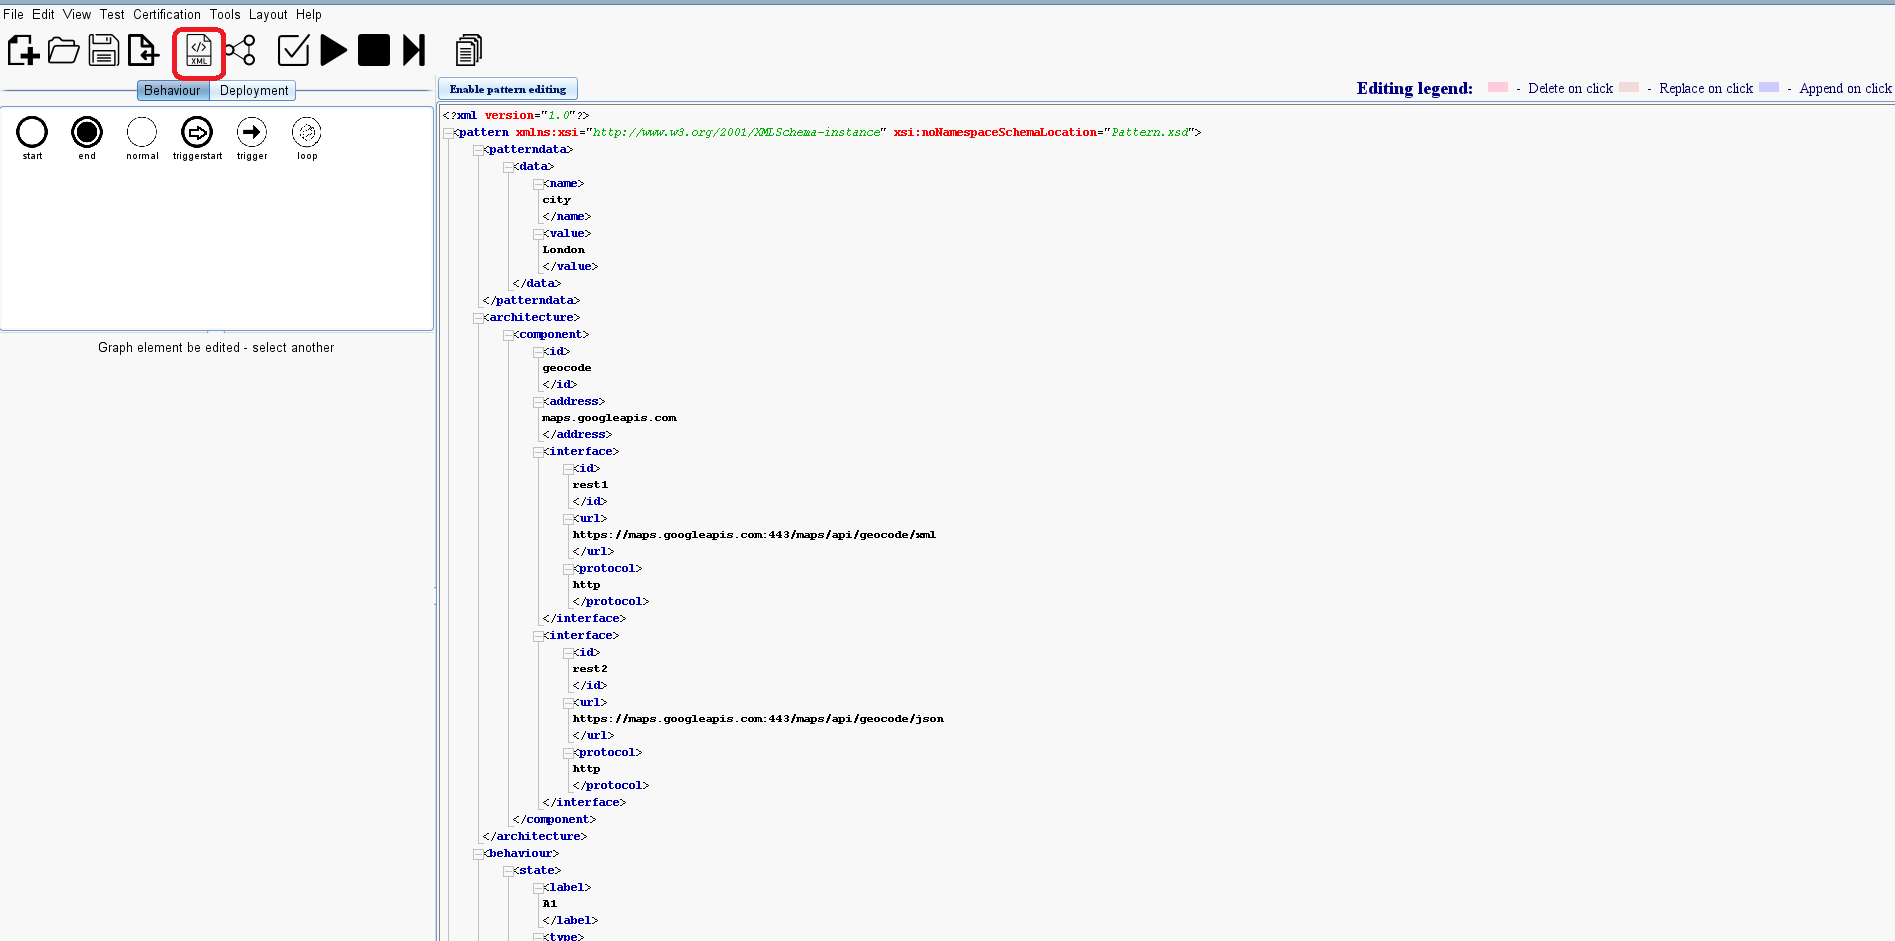 File Edit View Test Certification Tools Layout Help
</> XML
Behaviour Deployment
start end normal triggerstart trigger loop
Graph element be edited - select another
Enable pattern editing
Editing legend: - Delete on click - Replace on click - Append on click
<?xml version="1.0"?>
<pattern xmlns:xsi="http://www.w3.org/2001/XMLSchema-instance" xsi:noNamespaceSchemaLocation="Pattern.xsd">
<patterndata>
<data>
<name>
city
</name>
<value>
London
</value>
</data>
</patterndata>
<architecture>
<component>
<id>
geocode
</id>
<address>
maps.googleapis.com
</address>
<interface>
<id>
rest1
</id>
<url>
https://maps.googleapis.com:443/maps/api/geocode/xml
</url>
<protocol>
http
</protocol>
</interface>
<interface>
<id>
rest2
</id>
<url>
https://maps.googleapis.com:443/maps/api/geocode/json
</url>
<protocol>
http
</protocol>
</interface>
</component>
</architecture>
<behaviour>
<state>
<label>
A1
</label>
<type>